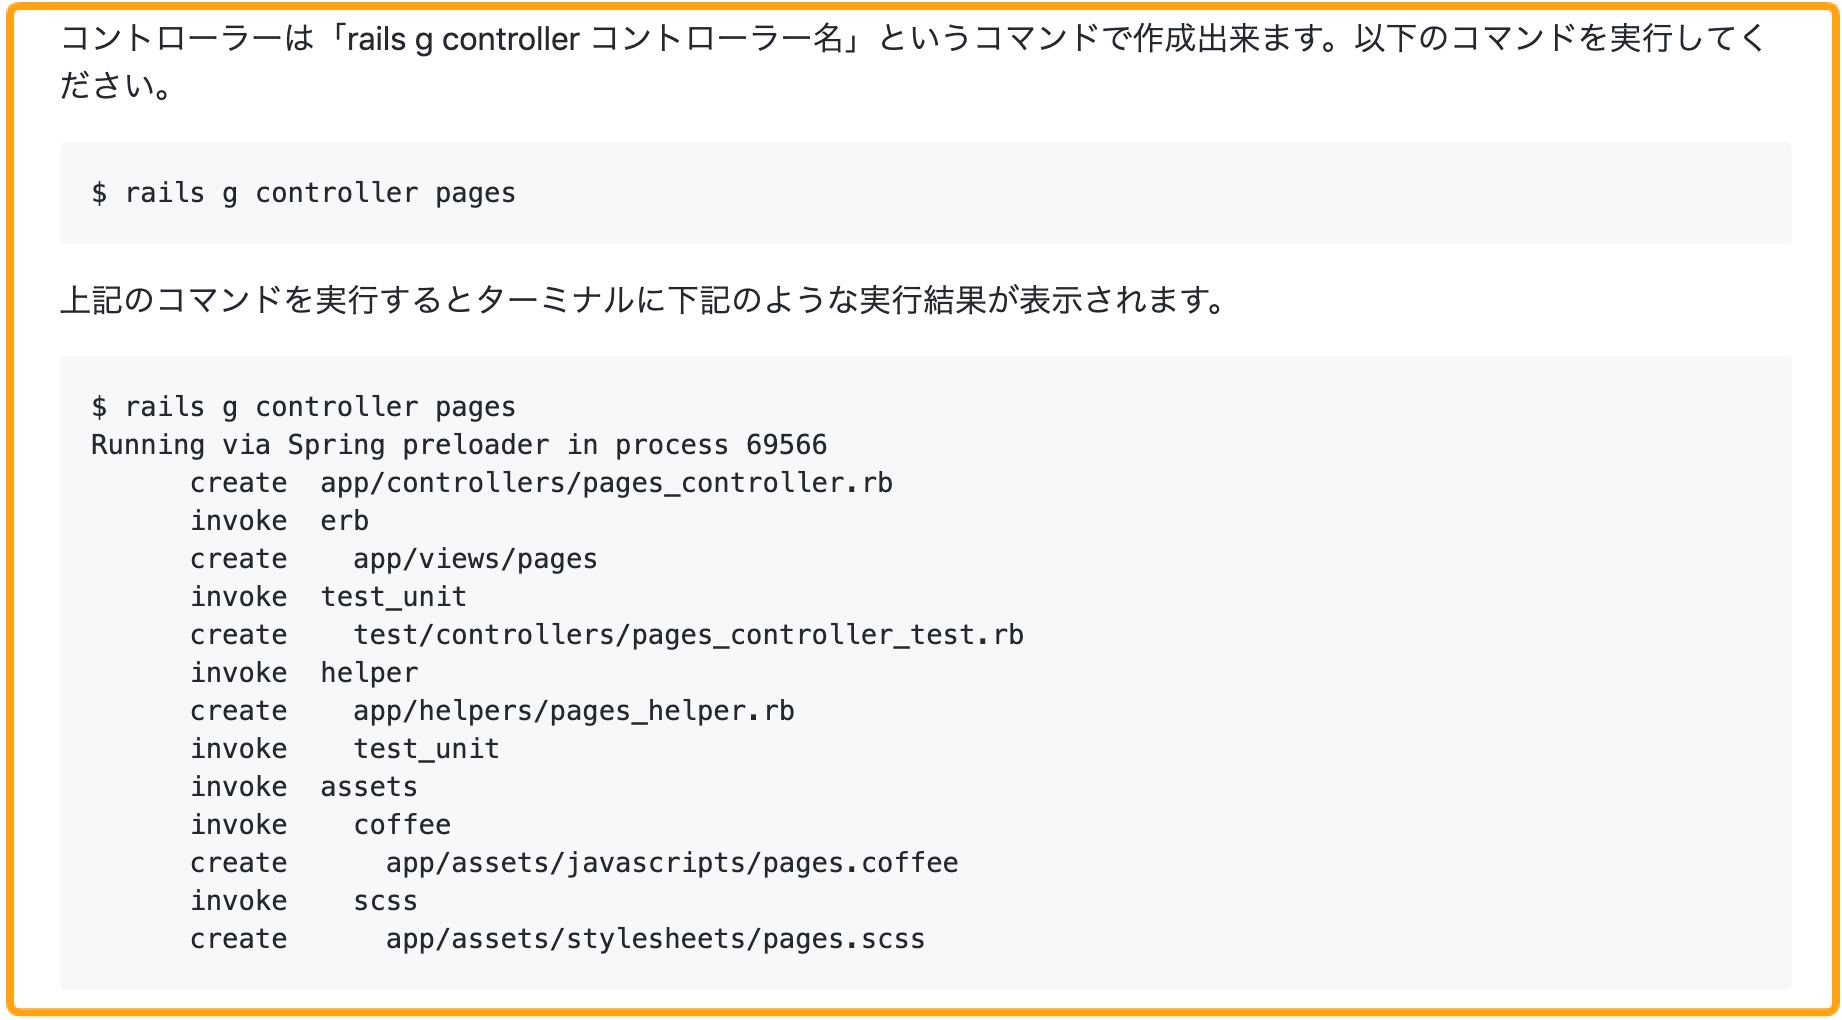 コントローラーは「rails g controller コントローラー名」というコマンドで作成出来ます。以下のコマンドを実行してく
ださい。
$ rails g controller pages
上記のコマンドを実行するとターミナルに下記のような実行結果が表示されます。
$ rails g controller pages
Running via Spring preloader in process 69566
      create  app/controllers/pages_controller.rb
      invoke  erb
      create    app/views/pages
      invoke  test_unit
      create    test/controllers/pages_controller_test.rb
      invoke  helper
      create    app/helpers/pages_helper.rb
      invoke    test_unit
      invoke  assets
      invoke    coffee
      create      app/assets/javascripts/pages.coffee
      invoke    scss
      create      app/assets/stylesheets/pages.scss